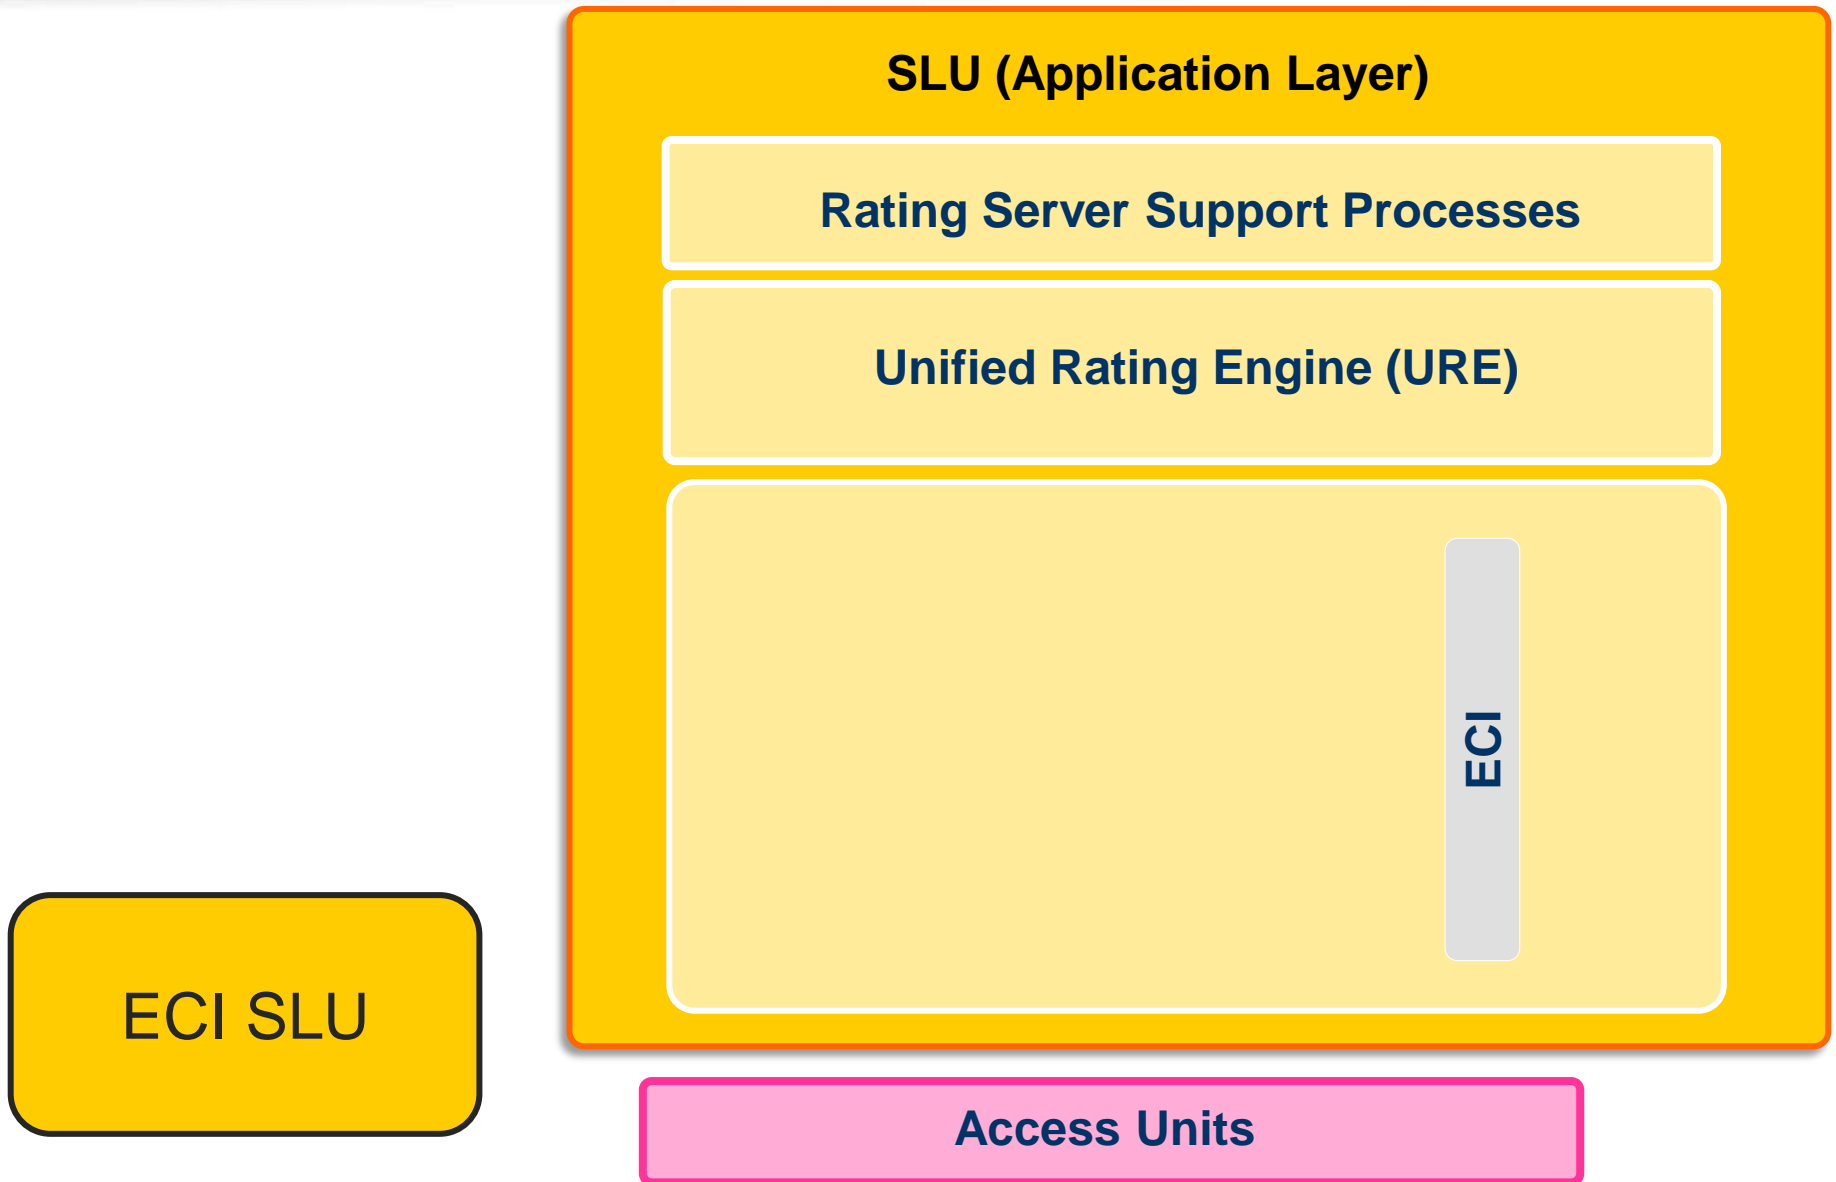 SLU (Application Layer)
Rating Server Support Processes
Unified Rating Engine (URE)
ECI
ECI SLU
Access Units